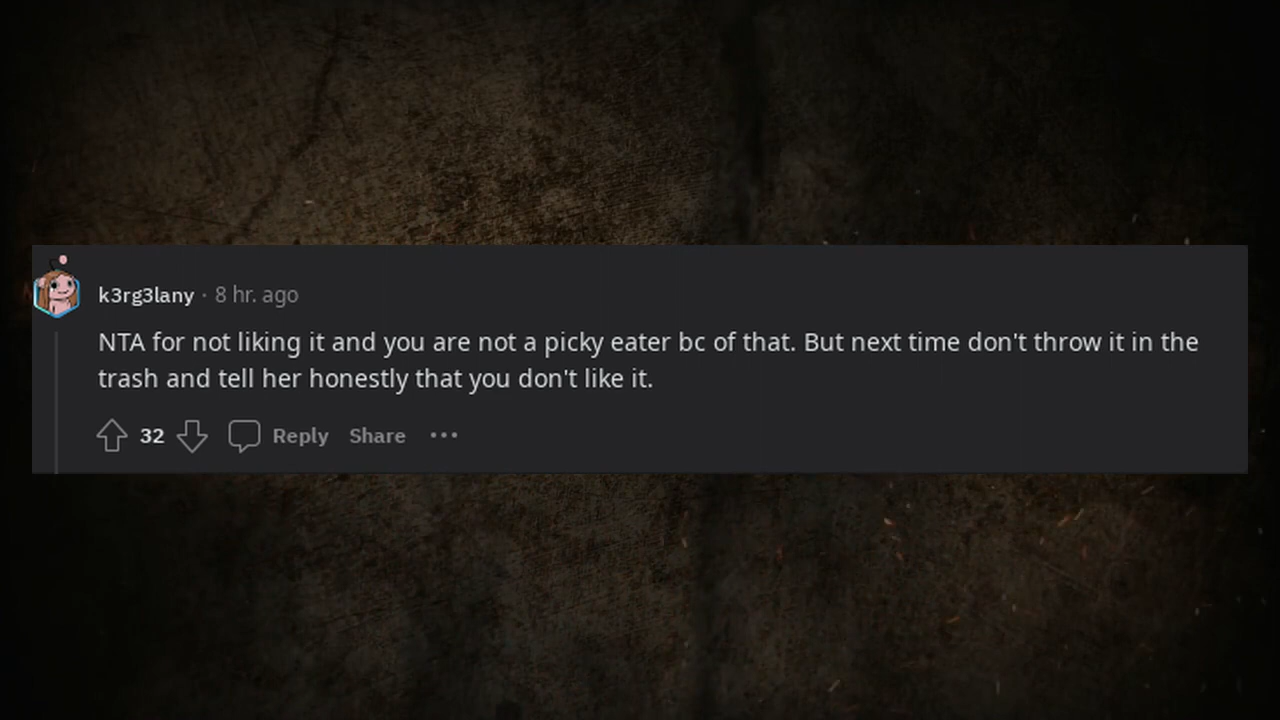 k3rg3lany · 8 hr. ago
NTA for not liking it and you are not a picky eater bc of that. But next time don't throw it in the
trash and tell her honestly that you don't like it.
32 Reply Share •••